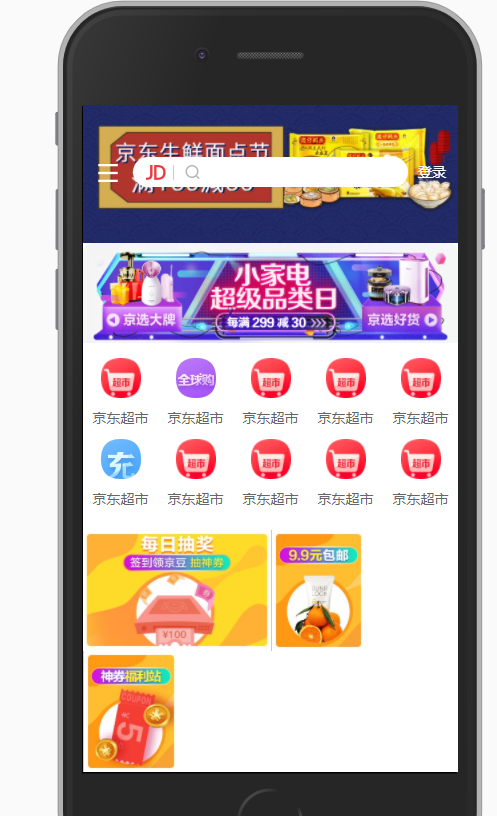 京东生鲜面点节
JD
登录
小家电
超级品类日
京选大牌
每满 299 减 30
京选好货
超市
全球购
超市
超市
超市
京东超市
京东超市
京东超市
京东超市
京东超市
充
超市
超市
超市
超市
京东超市
京东超市
京东超市
京东超市
京东超市
每日抽奖
签到领京豆 抽神券
¥100
9.9元包邮
神券福利站
COUPON
5